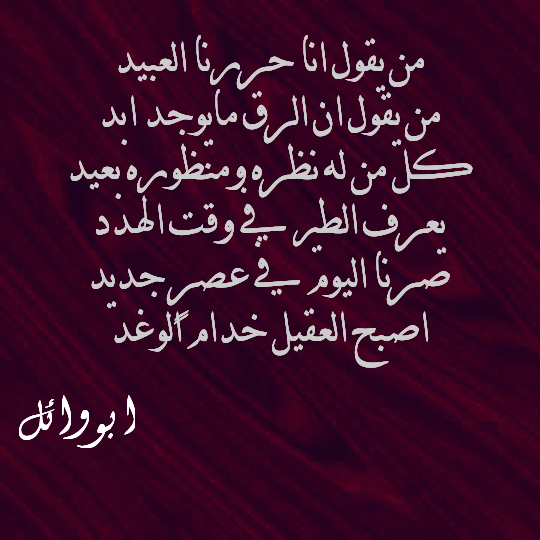 من يقول انا حررنا العبيد
من يقول ان الرق مايوجد ابد
كل من له نظره ومنظوره بعيد
يعرف الطير في وقت الهدد
صرنا اليوم في عصر جديد
اصبح العقيل خدام الوغد
ابو وائل